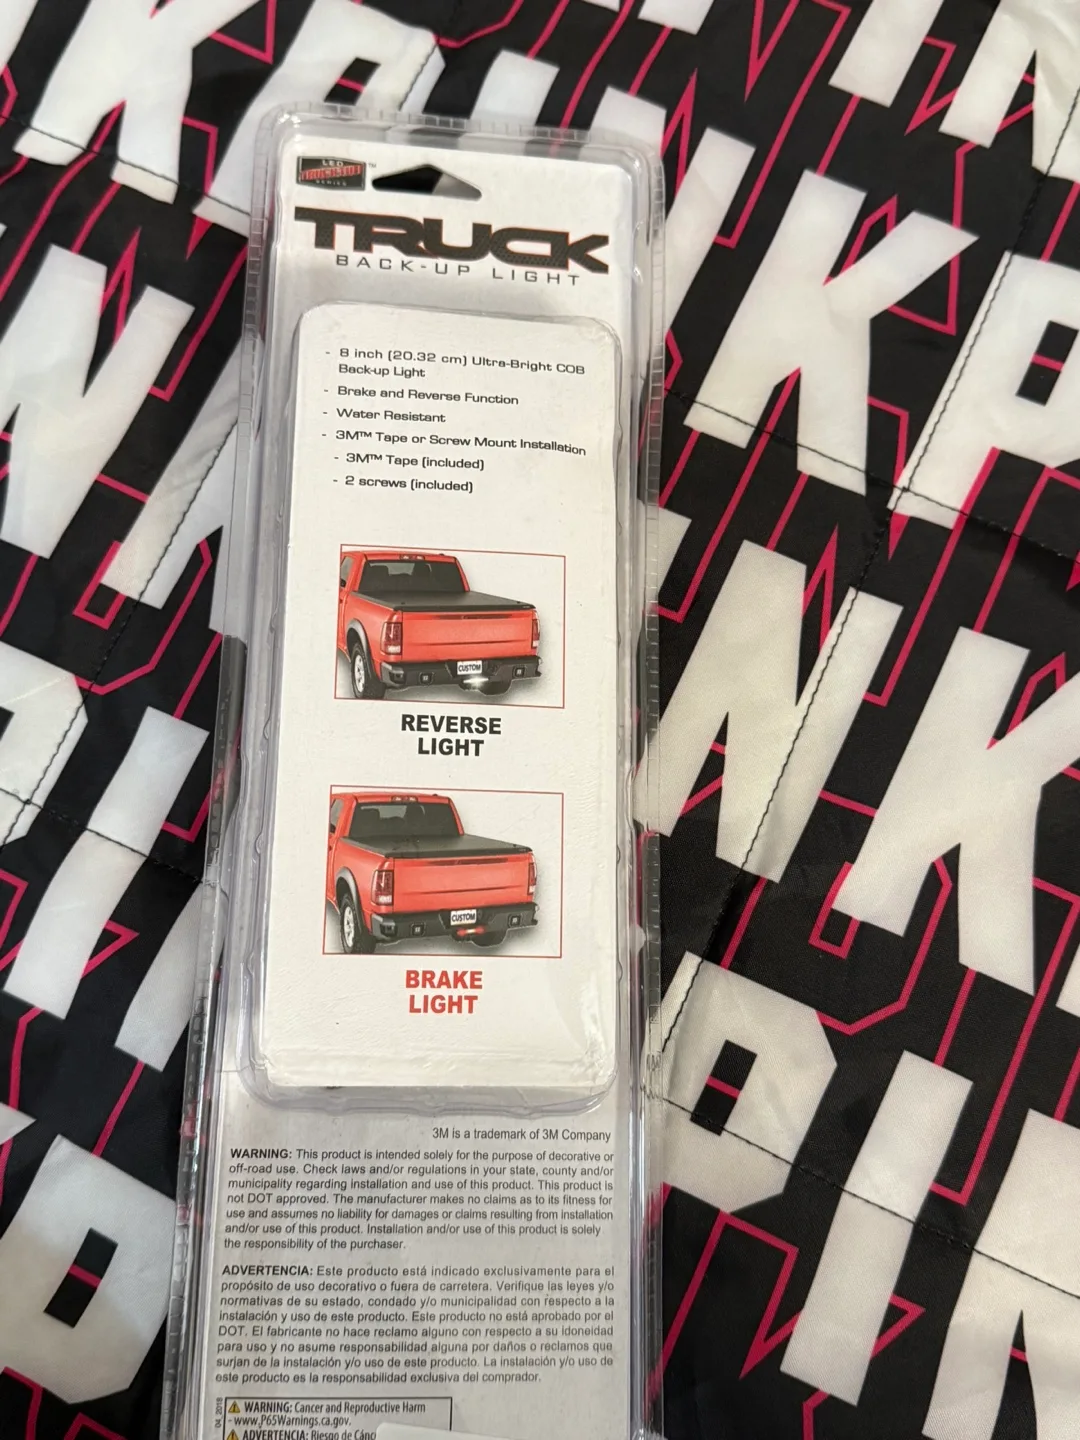 LED
SERIES
TRUCK
BACK-UP LIGHT
- 8 inch (20.32 cm) Ultra-Bright COB
Back-up Light
- Brake and Reverse Function
- Water Resistant
- 3M™ Tape or Screw Mount Installation
- 3M™ Tape (included)
- 2 screws (included)
CUSTOM
REVERSE
LIGHT
CUSTOM
BRAKE
LIGHT
3M is a trademark of 3M Company
WARNING: This product is intended solely for the purpose of decorative or
off-road use. Check laws and/or regulations in your state, county and/or
municipality regarding installation and use of this product. This product is
not DOT approved. The manufacturer makes no claims as to its fitness for
use and assumes no liability for damages or claims resulting from installation
and/or use of this product. Installation and/or use of this product is solely
the responsibility of the purchaser.
ADVERTENCIA: Este producto está indicado exclusivamente para el
propósito de uso decorativo o fuera de carretera. Verifique las leyes y/o
normativas de su estado, condado y/o municipalidad con respecto a la
instalación y uso de este producto. Este producto no está aprobado por el
DOT. El fabricante no hace reclamo alguno con respecto a su idoneidad
para uso y no asume responsabilidad alguna por daños o reclamos que
surjan de la instalación y/o uso de este producto. La instalación y/o uso de
este producto es la responsabilidad exclusiva del comprador.
04_2018
WARNING: Cancer and Reproductive Harm
- www.P65Warnings.ca.gov.
ADVERTENCIA: Riesgo de Cánc
PINK
PINK
PINK
PINK